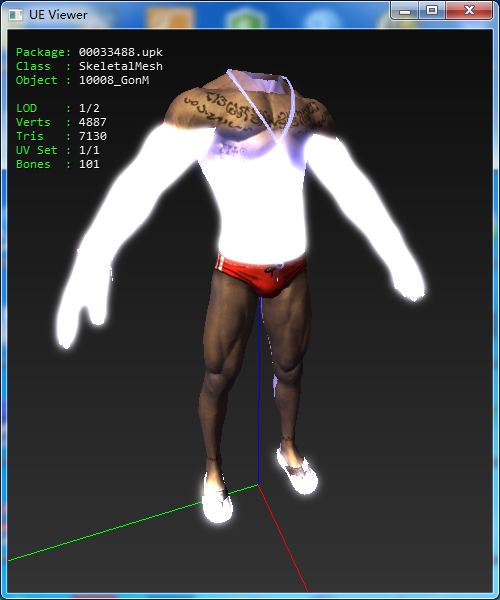 UE Viewer
Package: 00033488.upk
Class : SkeletalMesh
Object : 10008_GonM
LOD : 1/2
Verts : 4887
Tris : 7130
UV Set : 1/1
Bones : 101